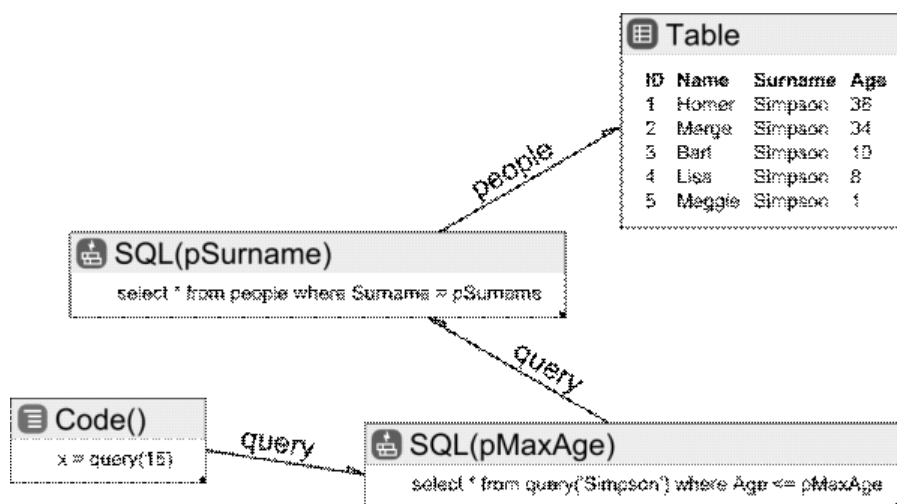 Table
ID Name Surname Age
1 Homer Simpson 36
2 Marge Simpson 34
3 Bart Simpson 10
4 Lisa Simpson 8
5 Maggie Simpson 1
people
SQL(pSurname)
select * from people where Surname = pSurname
query
Code()
x = query(15)
query
SQL(pMaxAge)
select * from query('Simpson') where Age <= pMaxAge